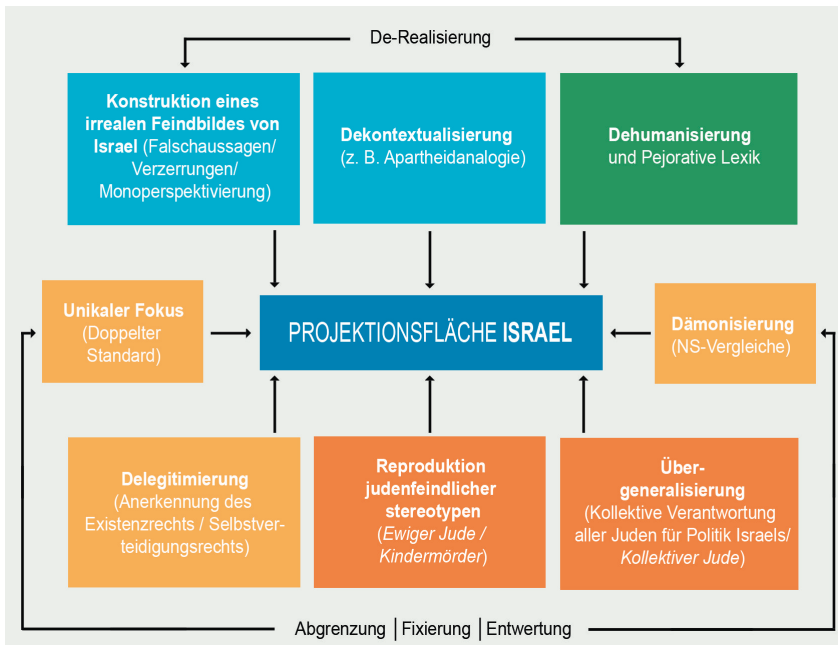 De-Realisierung
Konstruktion eines
irrealen Feindbildes von
Israel (Falschaussagen/
Verzerrungen/
Monoperspektivierung)
Dekontextualisierung
(z. B. Apartheidanalogie)
Dehumanisierung
und Pejorative Lexik
Unikaler Fokus
(Doppelter
Standard)
PROJEKTIONSFLÄCHE ISRAEL
Dämonisierung
(NS-Vergleiche)
Delegitimierung
(Anerkennung des
Existenzrechts / Selbstver-
teidigungsrechts)
Reproduktion
judenfeindlicher
stereotypen
(Ewiger Jude /
Kindermörder)
Über-
generalisierung
(Kollektive Verantwortung
aller Juden für Politik Israels/
Kollektiver Jude)
Abgrenzung | Fixierung | Entwertung